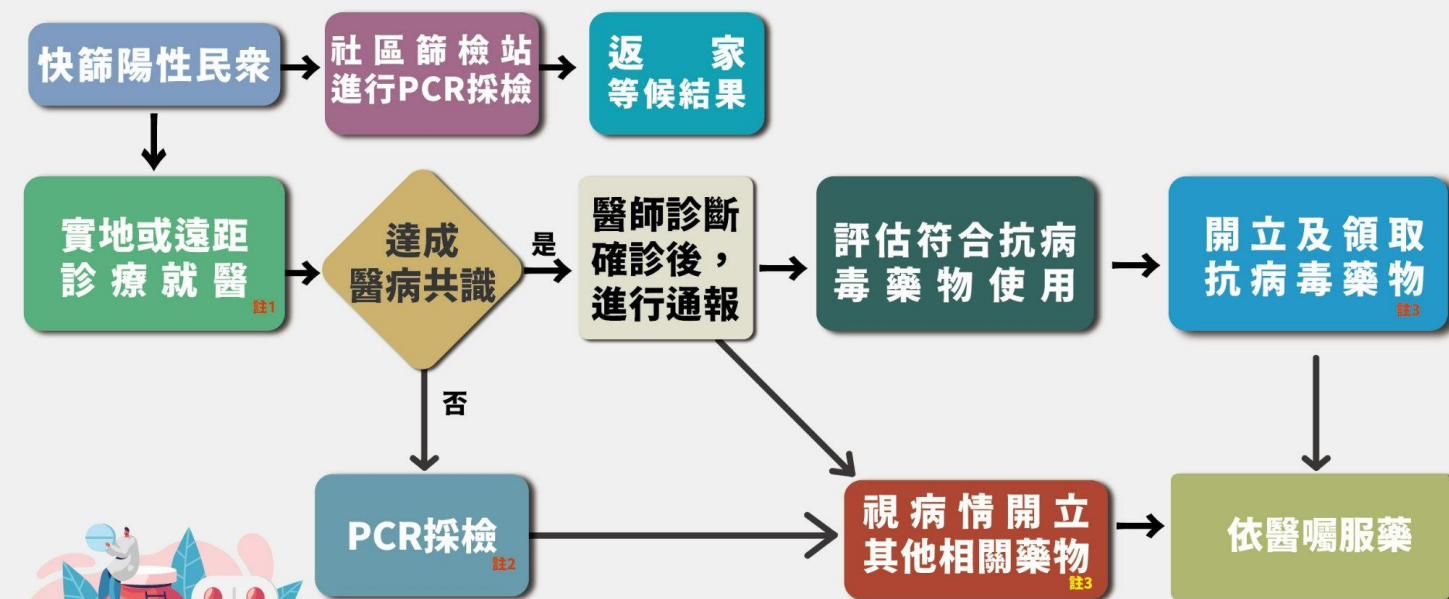 快篩陽性民衆
社區篩檢站
進行PCR採檢
返家
等候結果
實地或遠距
診療就醫
註1
達成
醫病共識
是
醫師診斷
確診後，
進行通報
評估符合抗病
毒藥物使用
開立及領取
抗病毒藥物
註3
否
PCR採檢
註2
視病情開立
其他相關藥物
註3
依醫囑服藥